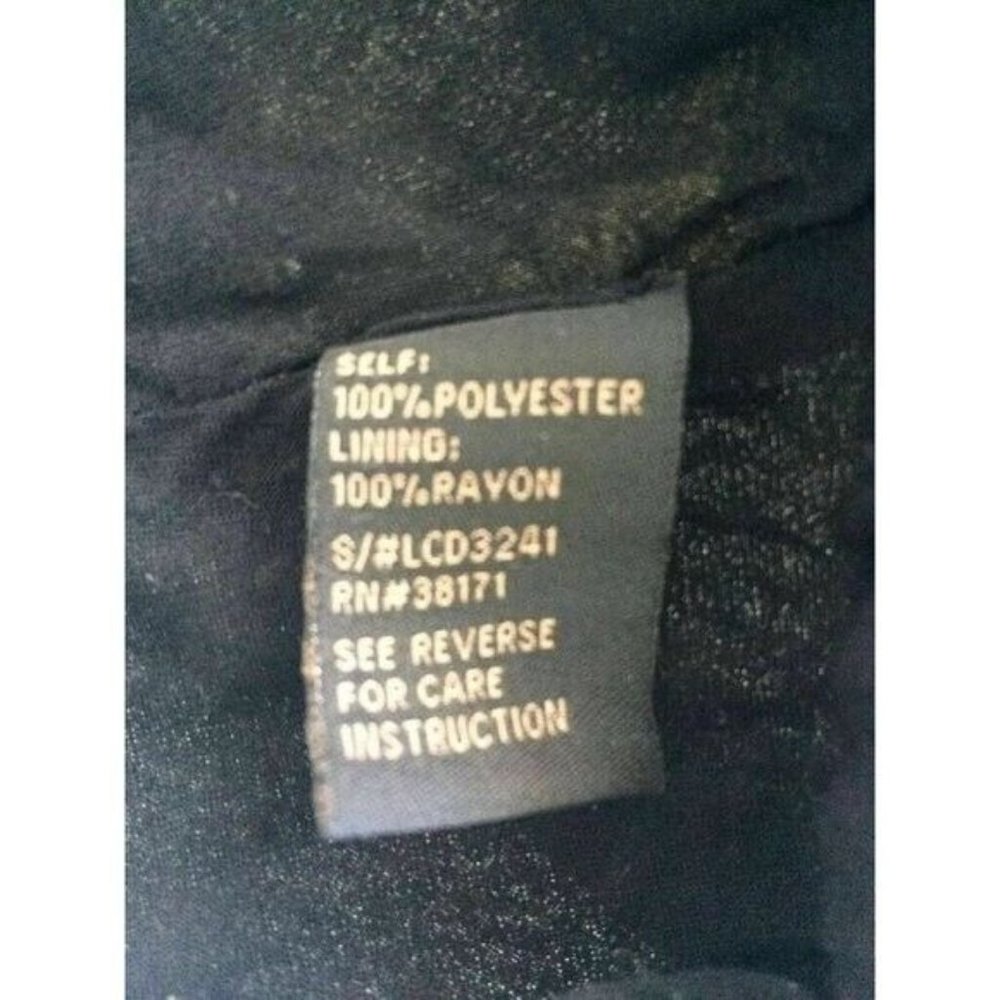 SELF:
100%POLYESTER
LINING:
100%RAYON
S/#LCD3241
RN#38171
SEE REVERSE
FOR CARE
INSTRUCTION